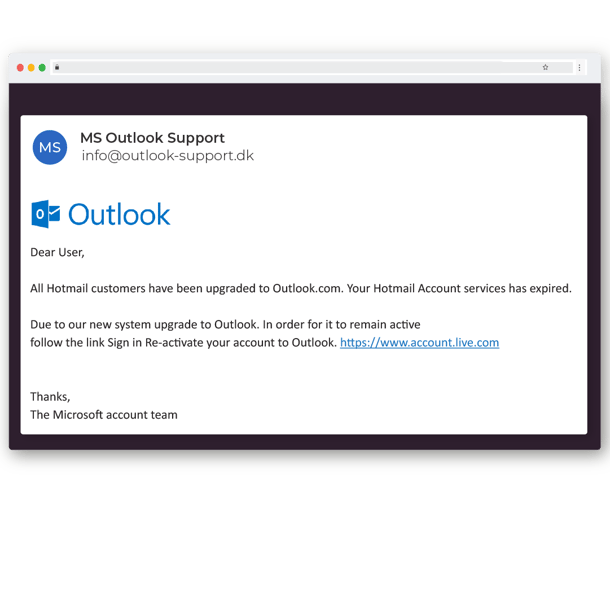 MS
MS Outlook Support
info@outlook-support.dk
Outlook
Dear User,
All Hotmail customers have been upgraded to Outlook.com. Your Hotmail Account services has expired.
Due to our new system upgrade to Outlook. In order for it to remain active
follow the link Sign in Re-activate your account to Outlook. https://www.account.live.com
Thanks,
The Microsoft account team